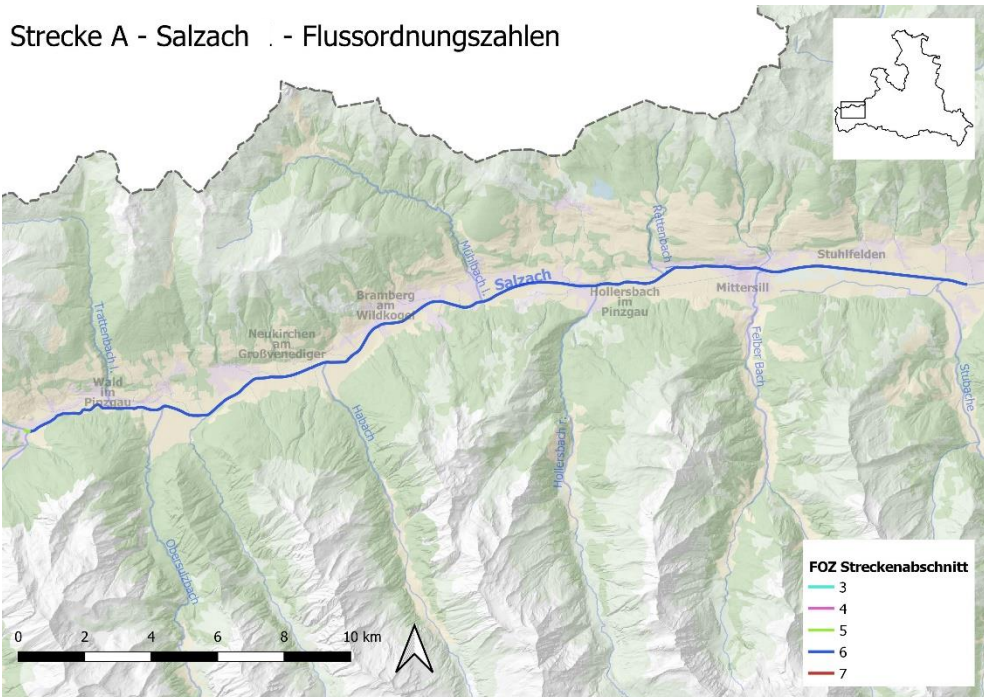 Strecke A - Salzach . - Flussordnungszahlen
Rettenbach
Mühlbach l.
Stuhlfelden
Salzach
Mittersill
Hollersbach
im
Pinzgau
Bramberg
am
Wildkogel
Trattenbach l.
Neukirchen
am
Großvenediger
Felber Bach
Stubache
Wald
im
Pinzgau
Habach
Hollersbach r.
Obersulzbach
FOZ Streckenabschnitt
3
4
5
6
7
0 2 4 6 8 10 km